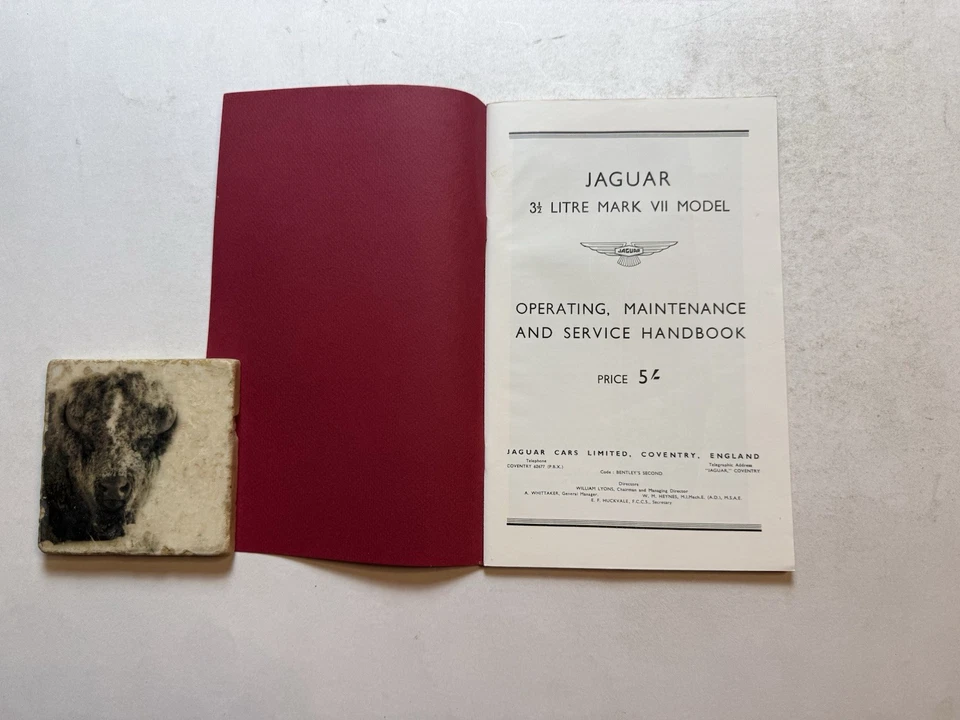 JAGUAR
3½ LITRE MARK VII MODEL
JAGUAR
OPERATING, MAINTENANCE
AND SERVICE HANDBOOK
PRICE 5/-
JAGUAR CARS LIMITED, COVENTRY, ENGLAND
Telephone
COVENTRY 62677 (P.B.X.)
Code : BENTLEY'S SECOND
Telegraphic Address
"JAGUAR," COVENTRY
Directors
WILLIAM LYONS, Chairman and Managing Director
A. WHITTAKER, General Manager. W. M. HEYNES, M.I.Mech.E. (A.D.), M.S.A.E.
E. F. HUCKVALE, F.C.C.S., Secretary